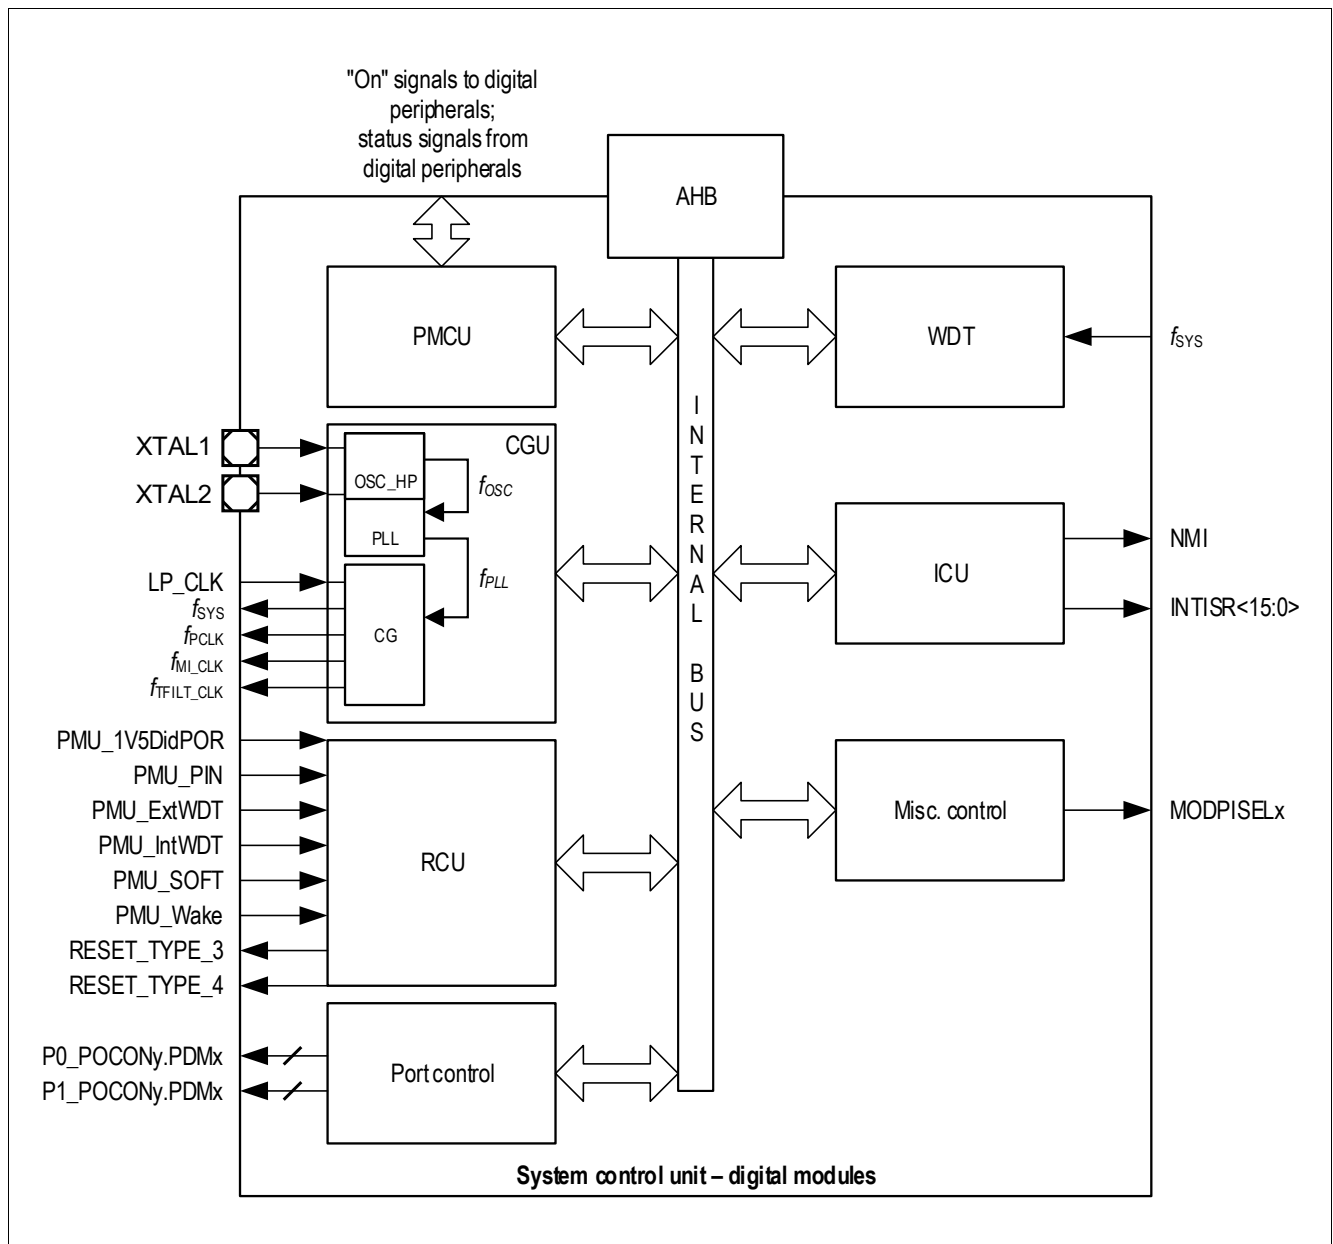 "On" signals to digital
peripherals;
status signals from
digital peripherals
AHB
PMCU
WDT
fSYS
XTAL1
XTAL2
CGU
OSC_HP
fOSC
PLL
fPLL
LP_CLK
fSYS
fPCLK
fMI_CLK
fTFILT_CLK
CG
INTERNAL BUS
ICU
NMI
INTISR<15:0>
PMU_1V5DidPOR
PMU_PIN
PMU_ExtWDT
PMU_IntWDT
PMU_SOFT
PMU_Wake
RESET_TYPE_3
RESET_TYPE_4
RCU
Misc. control
MODPISELx
P0_POCONy.PDMx
P1_POCONy.PDMx
Port control
System control unit – digital modules